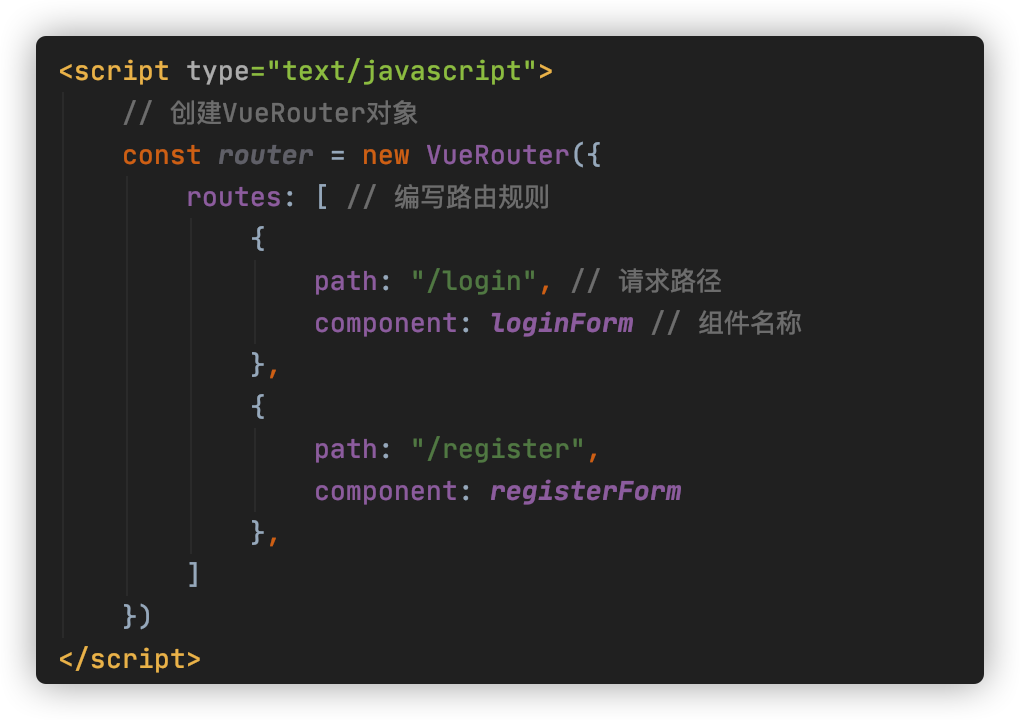 <script type="text/javascript">
    // 创建VueRouter对象
    const router = new VueRouter({
        routes: [ // 编写路由规则
            {
                path: "/login", // 请求路径
                component: loginForm // 组件名称
            },
            {
                path: "/register",
                component: registerForm
            },
        ]
    })
</script>